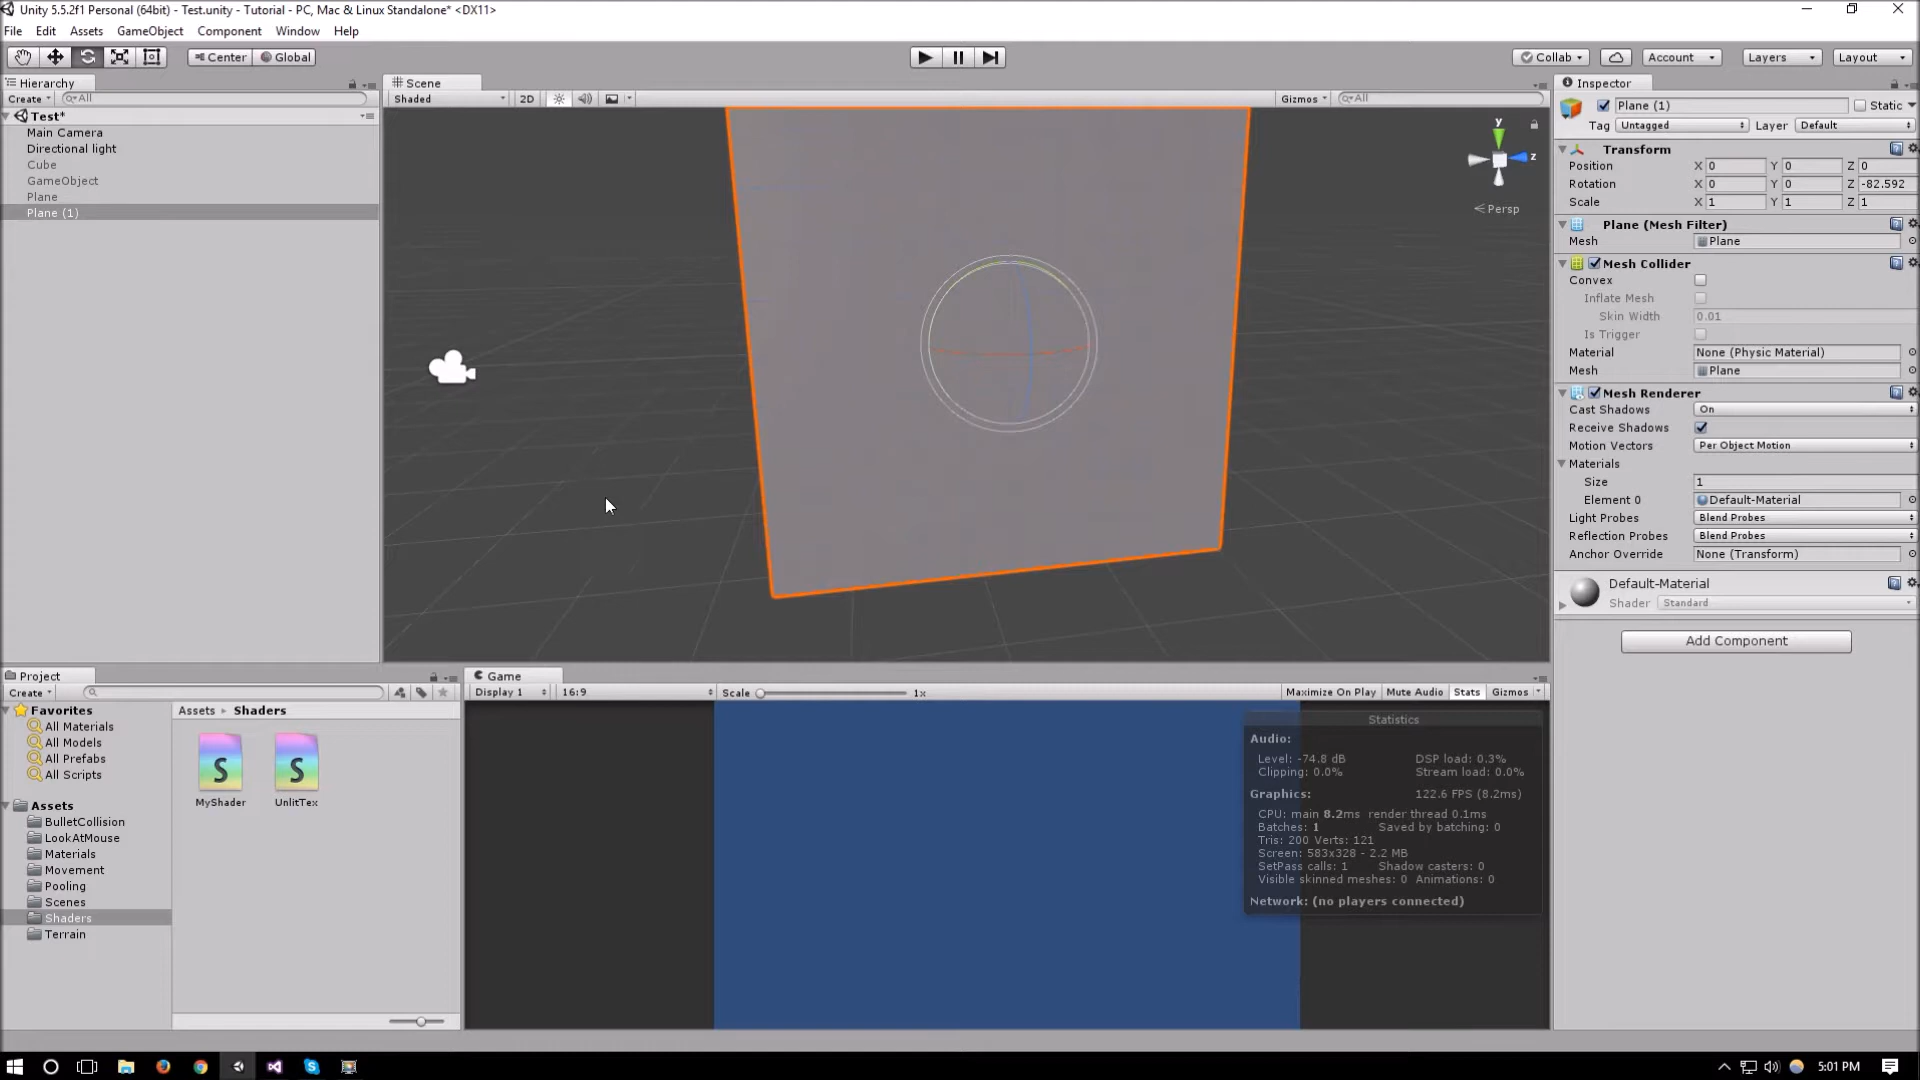 Unity 5.5.2f1 Personal (64bit) - Test.unity - Tutorial - PC, Mac & Linux Standalone* <DX11>
File Edit Assets GameObject Component Window Help
Center Global Collab Account Layers Layout
Hierarchy
Create All
Test*
Main Camera
Directional light
Cube
GameObject
Plane
Plane (1)
Scene
Shaded 2D Gizmos All
y
z
Persp
Inspector
Plane (1) Static
Tag Untagged Layer Default
Transform
Position X 0 Y 0 Z 0
Rotation X 0 Y 0 Z -82.592
Scale X 1 Y 1 Z 1
Plane (Mesh Filter)
Mesh Plane
Mesh Collider
Convex
Inflate Mesh
Skin Width 0.01
Is Trigger
Material None (Physic Material)
Mesh Plane
Mesh Renderer
Cast Shadows On
Receive Shadows
Motion Vectors Per Object Motion
Materials
Size 1
Element 0 Default-Material
Light Probes Blend Probes
Reflection Probes Blend Probes
Anchor Override None (Transform)
Default-Material
Shader Standard
Add Component
Project
Create
Favorites
All Materials
All Models
All Prefabs
All Scripts
Assets
BulletCollision
LookAtMouse
Materials
Movement
Pooling
Scenes
Shaders
Terrain
Assets Shaders
MyShader UnlitTex
Game
Display 1 16:9 Scale 1x Maximize On Play Mute Audio Stats Gizmos
Statistics
Audio:
Level: -74.8 dB DSP load: 0.3%
Clipping: 0.0% Stream load: 0.0%
Graphics: 122.6 FPS (8.2ms)
CPU: main 8.2ms render thread 0.1ms
Batches: 1 Saved by batching: 0
Tris: 200 Verts: 121
Screen: 583x328 - 2.2 MB
SetPass calls: 1 Shadow casters: 0
Visible skinned meshes: 0 Animations: 0
Network: (no players connected)
5:01 PM